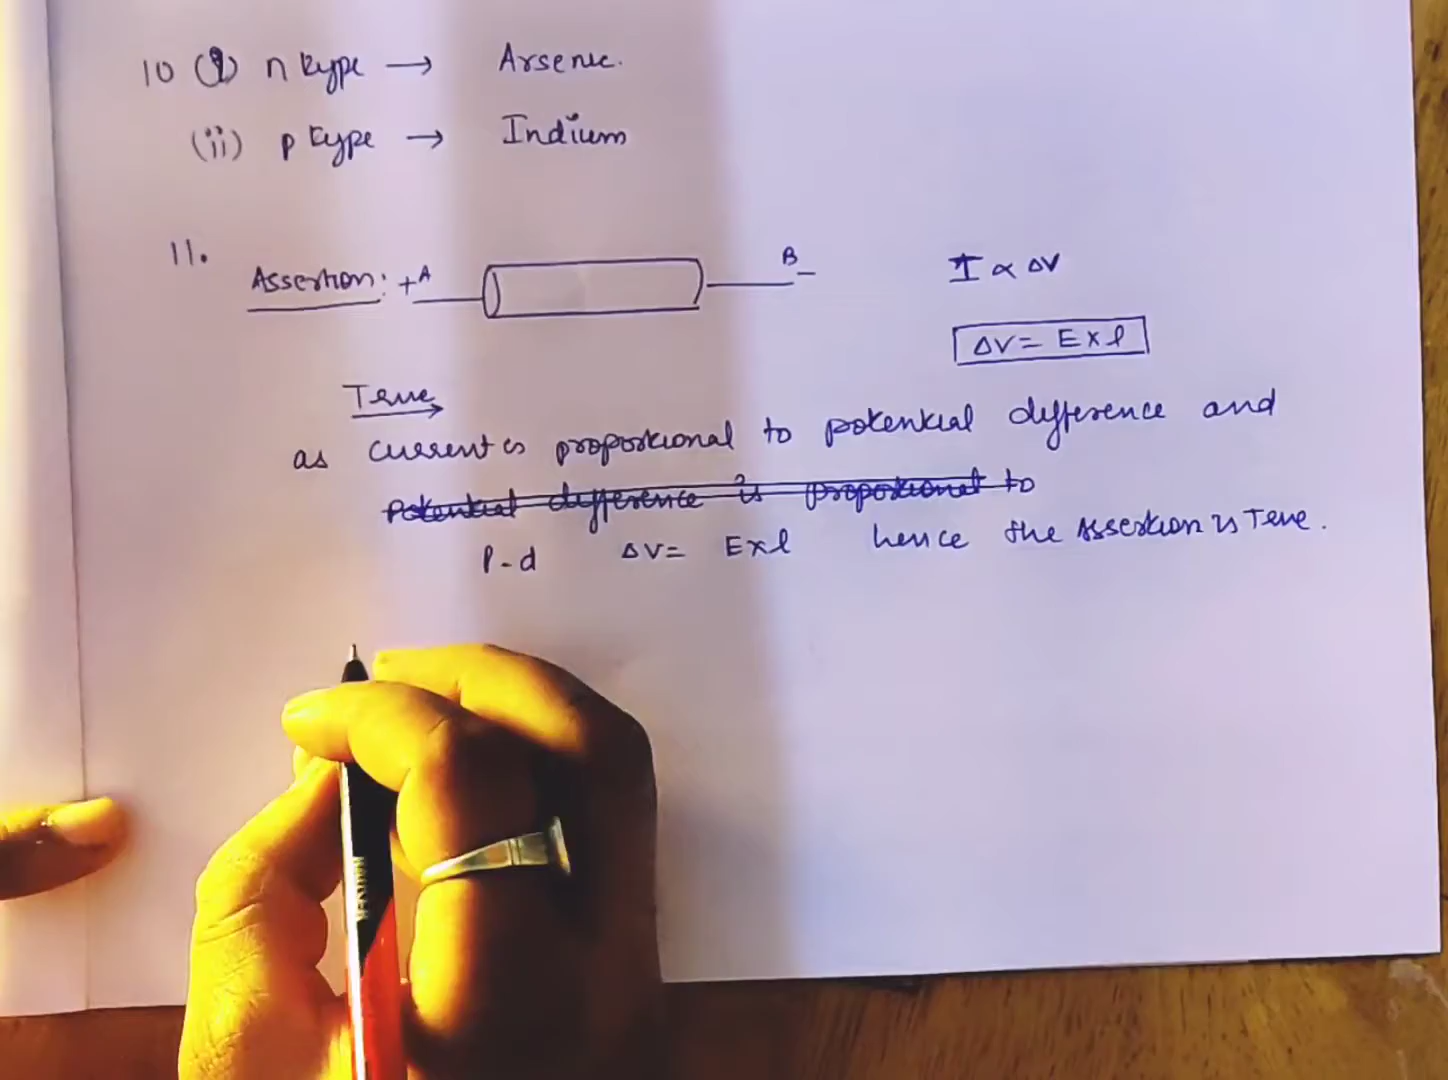 10 (i) n type → Arsenic.
(ii) p type → Indium
11.
Assertion: +A B −
I ∝ ΔV
ΔV = E×l
True
as current is proportional to potential difference and
potential difference is proportional to
P-d ΔV = E×l hence the Assertion is True.